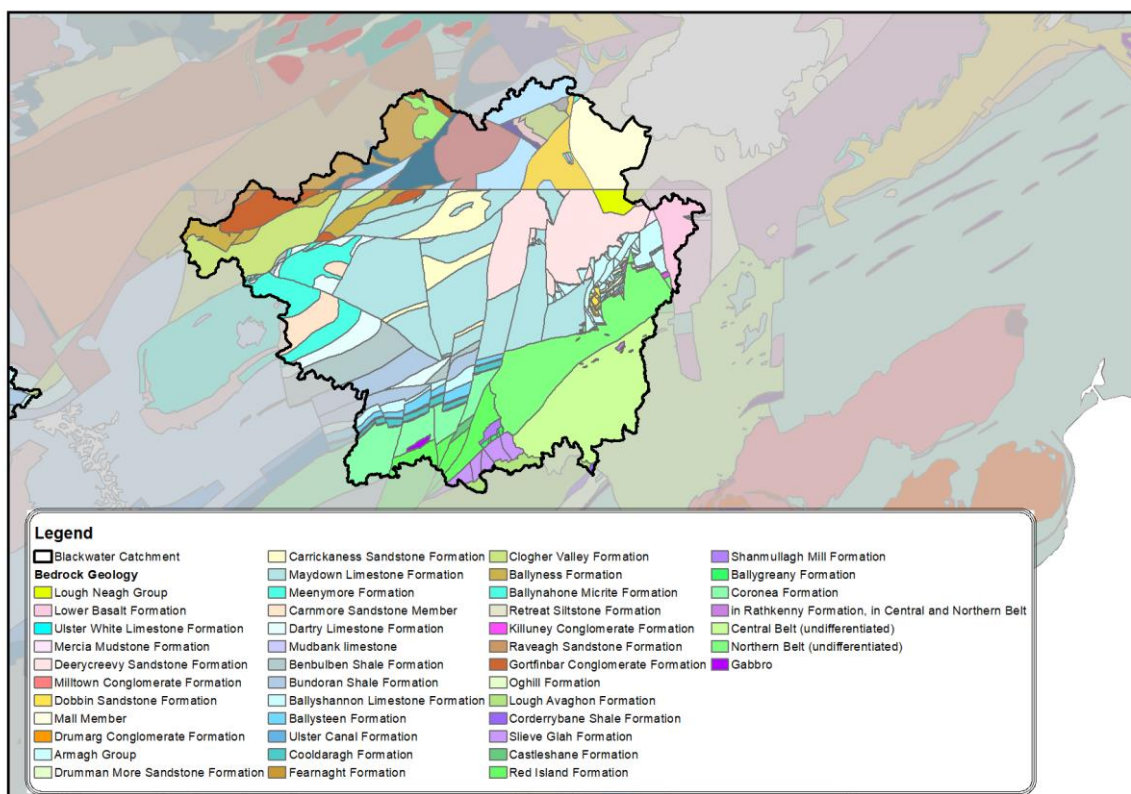 Legend
Blackwater Catchment
Bedrock Geology
Lough Neagh Group
Lower Basalt Formation
Ulster White Limestone Formation
Mercia Mudstone Formation
Deerycreevy Sandstone Formation
Milltown Conglomerate Formation
Dobbin Sandstone Formation
Mall Member
Drumarg Conglomerate Formation
Armagh Group
Drumman More Sandstone Formation
Carrickaness Sandstone Formation
Maydown Limestone Formation
Meenymore Formation
Carnmore Sandstone Member
Dartry Limestone Formation
Mudbank limestone
Benbulben Shale Formation
Bundoran Shale Formation
Ballyshannon Limestone Formation
Ballysteen Formation
Ulster Canal Formation
Cooldaragh Formation
Fearnaght Formation
Clogher Valley Formation
Ballyness Formation
Ballynahone Micrite Formation
Retreat Siltstone Formation
Killuney Conglomerate Formation
Raveagh Sandstone Formation
Gortfinbar Conglomerate Formation
Oghill Formation
Lough Avaghon Formation
Corderrybane Shale Formation
Slieve Glah Formation
Castleshane Formation
Red Island Formation
Shanmullagh Mill Formation
Ballygreany Formation
Coronea Formation
in Rathkenny Formation, in Central and Northern Belt
Central Belt (undifferentiated)
Northern Belt (undifferentiated)
Gabbro